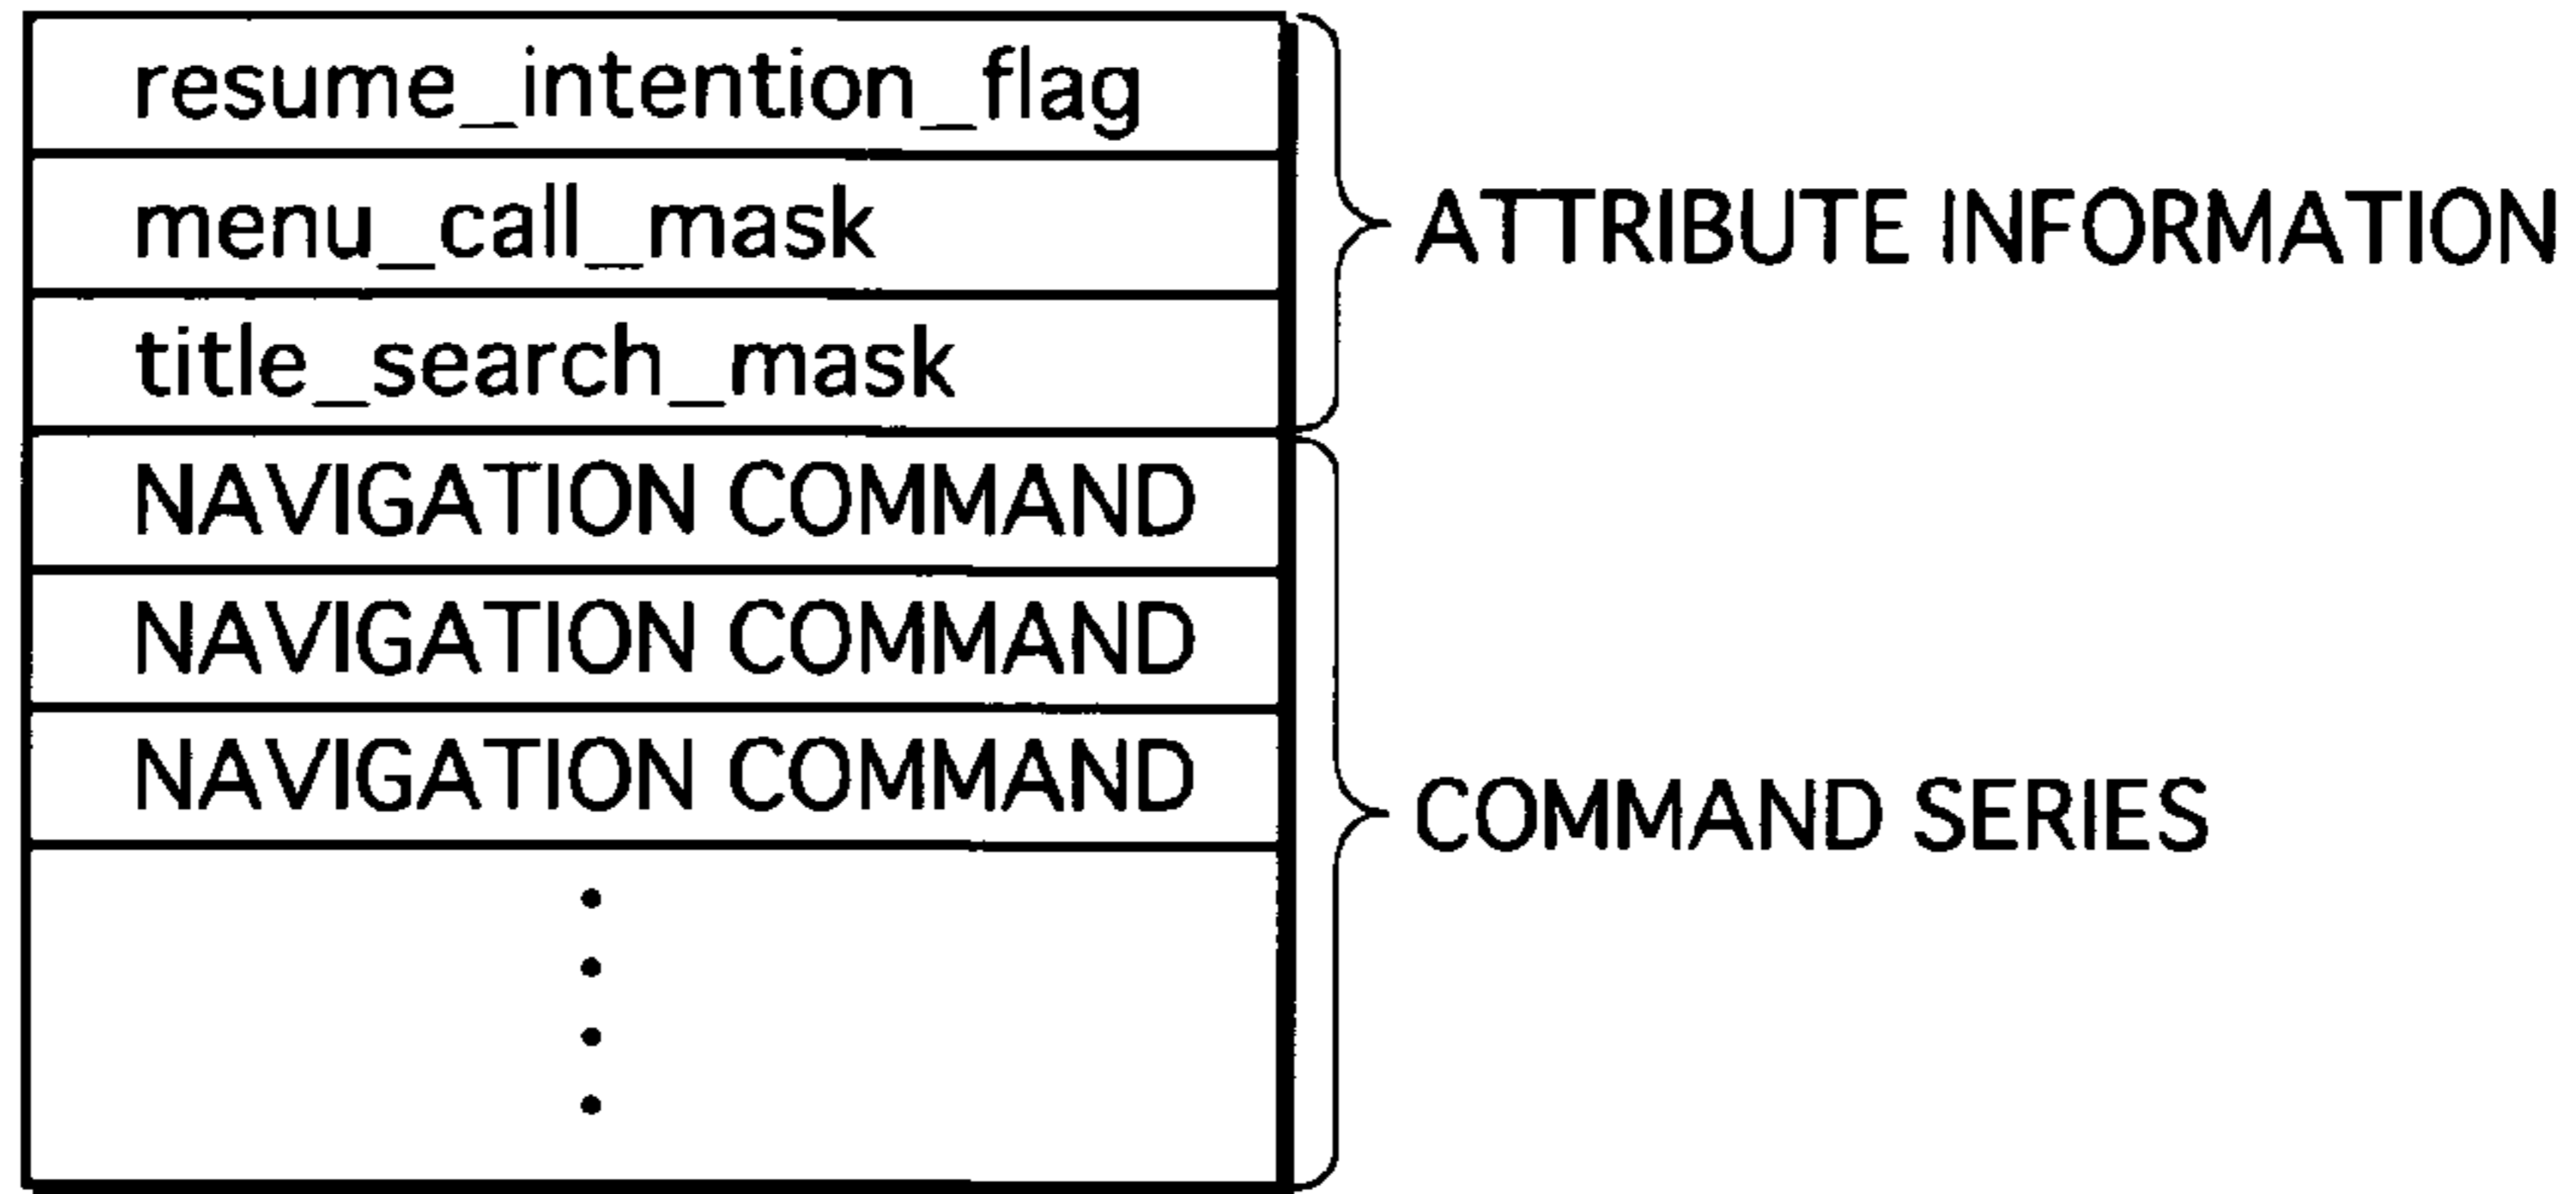 resume_intention_flag
menu_call_mask
title_search_mask
ATTRIBUTE INFORMATION
NAVIGATION COMMAND
NAVIGATION COMMAND
NAVIGATION COMMAND
COMMAND SERIES